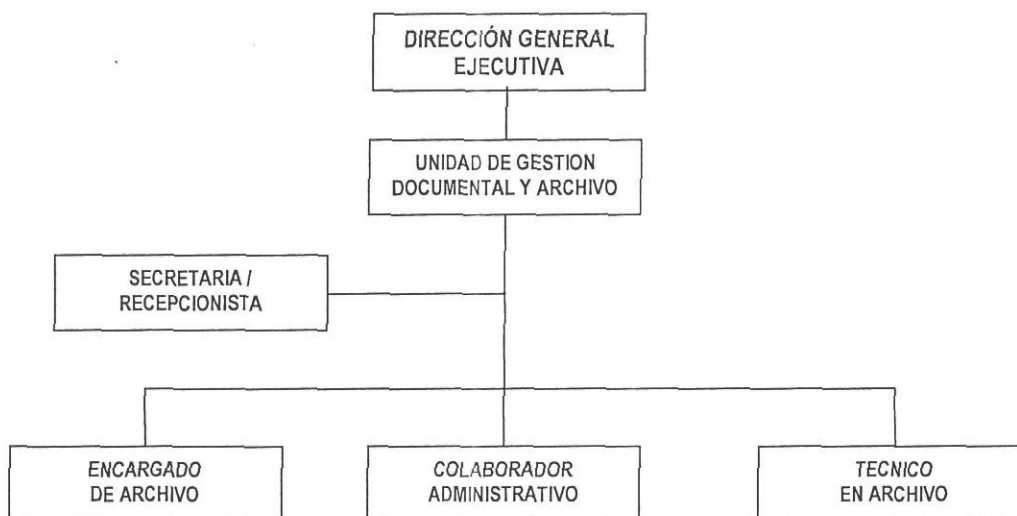 DIRECCIÓN GENERAL
EJECUTIVA
UNIDAD DE GESTION
DOCUMENTAL Y ARCHIVO
SECRETARIA /
RECEPCIONISTA
ENCARGADO
DE ARCHIVO
COLABORADOR
ADMINISTRATIVO
TECNICO
EN ARCHIVO